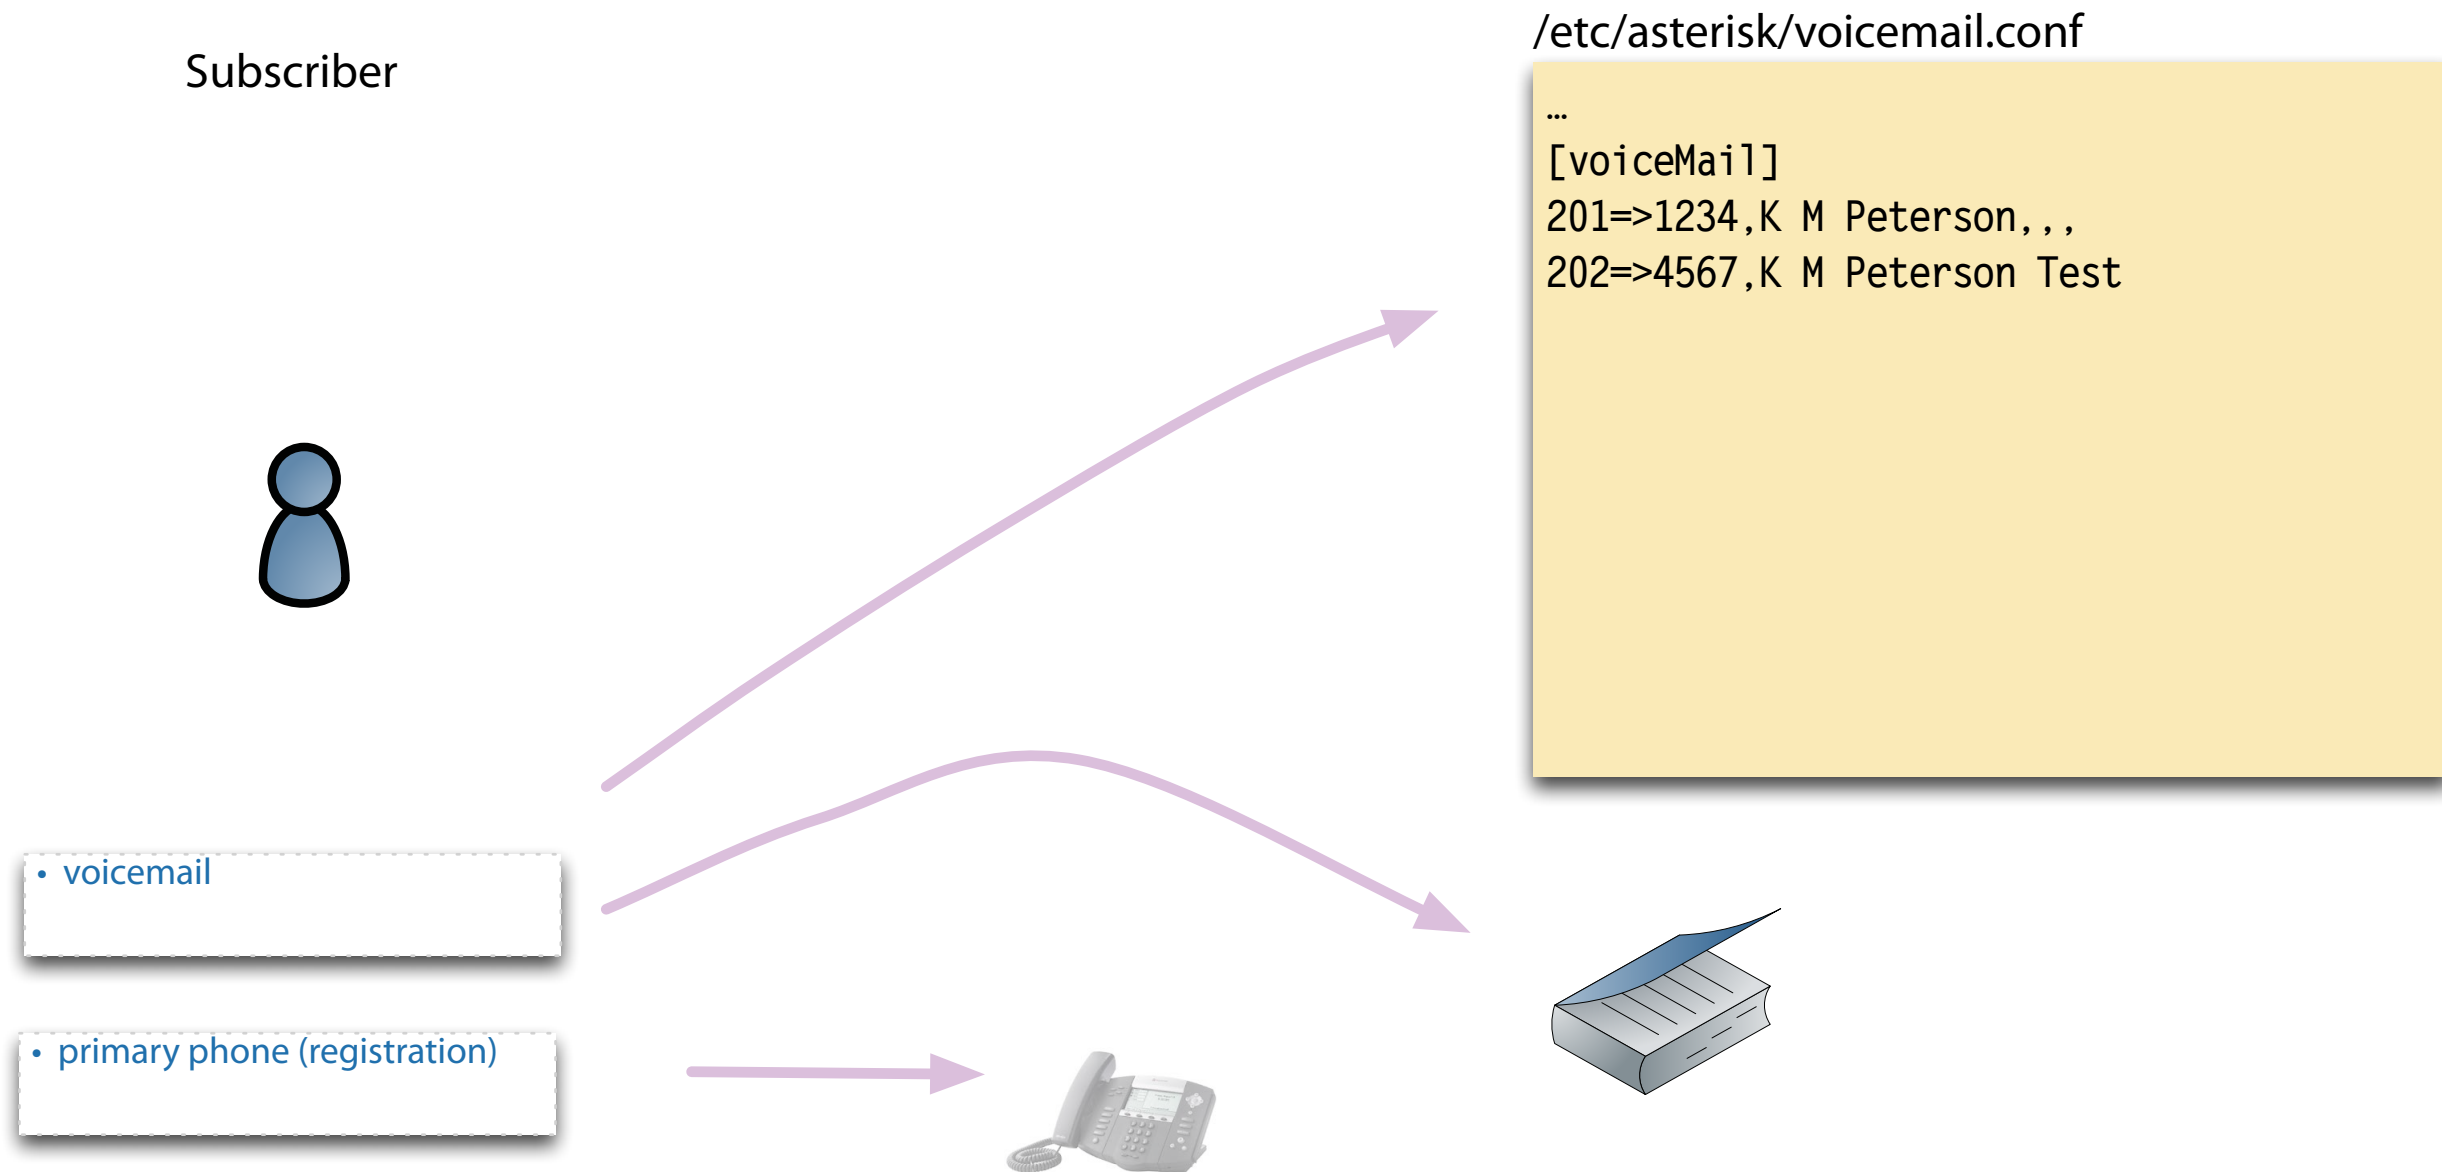 Subscriber
/etc/asterisk/voicemail.conf
…
[voiceMail]
201=>1234,K M Peterson,,,
202=>4567,K M Peterson Test
• voicemail
• primary phone (registration)